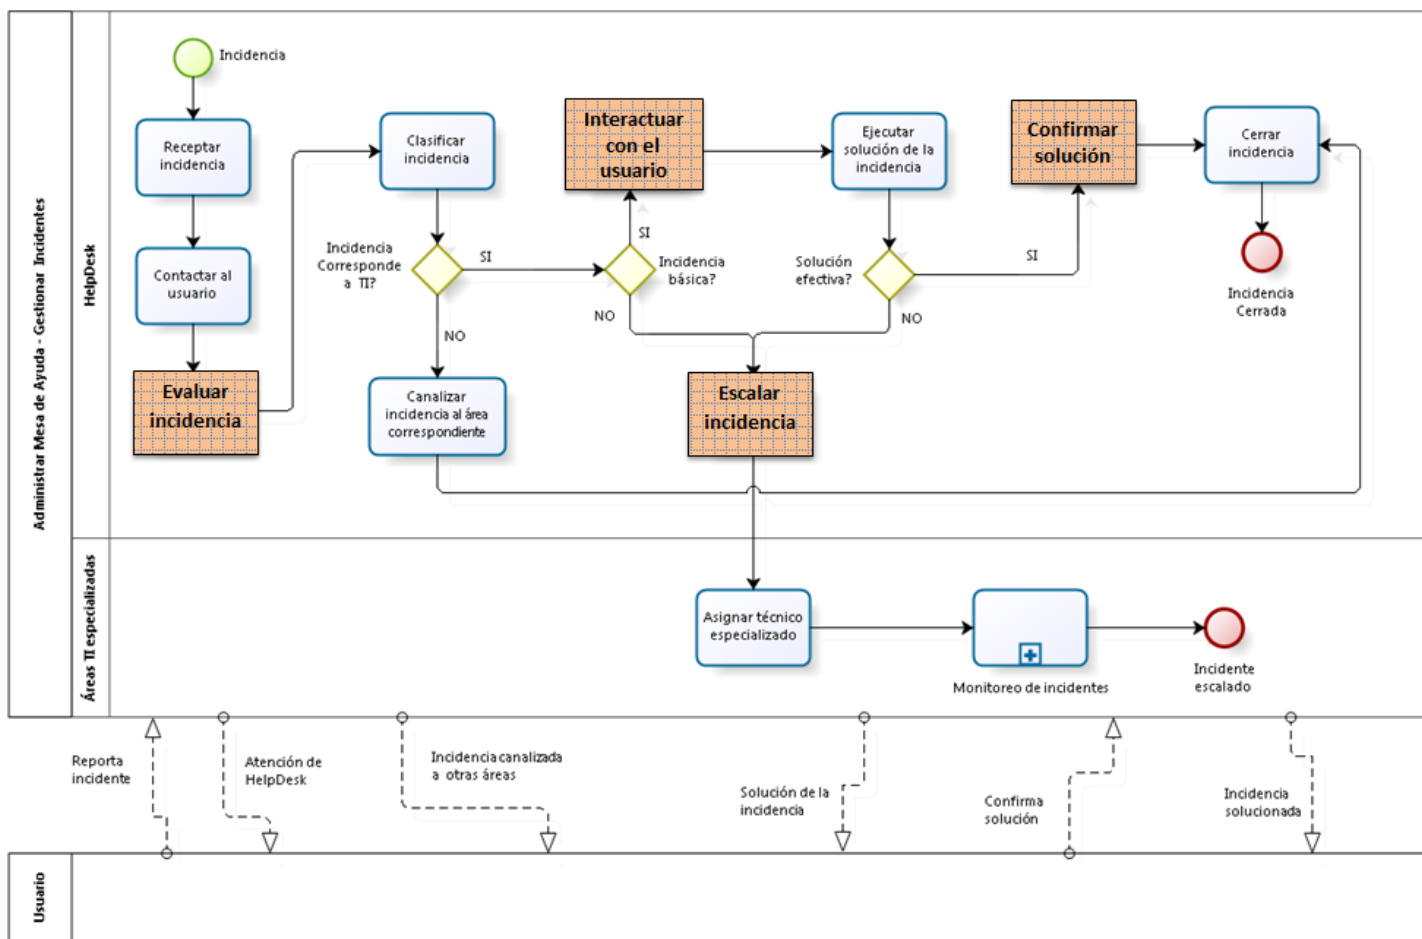 Administrar Mesa de Ayuda - Gestionar Incidentes
HelpDesk
Incidencia
Receptar
incidencia
Contactar al
usuario
Evaluar
incidencia
Clasificar
incidencia
Incidencia
Corresponde
a TI?
SI
NO
Canalizar
incidencia al área
correspondiente
Interactuar
con el
usuario
SI
Incidencia
básica?
NO
Ejecutar
solución de la
incidencia
Solución
efectiva?
SI
NO
Escalar
incidencia
Confirmar
solución
Cerrar
incidencia
Incidencia
Cerrada
Áreas TI especializadas
Asignar técnico
especializado
Monitoreo de incidentes
Incidente
escalado
Reporta
incidente
Atención de
HelpDesk
Incidencia canalizada
a otras áreas
Solución de la
incidencia
Confirma
solución
Incidencia
solucionada
Usuario